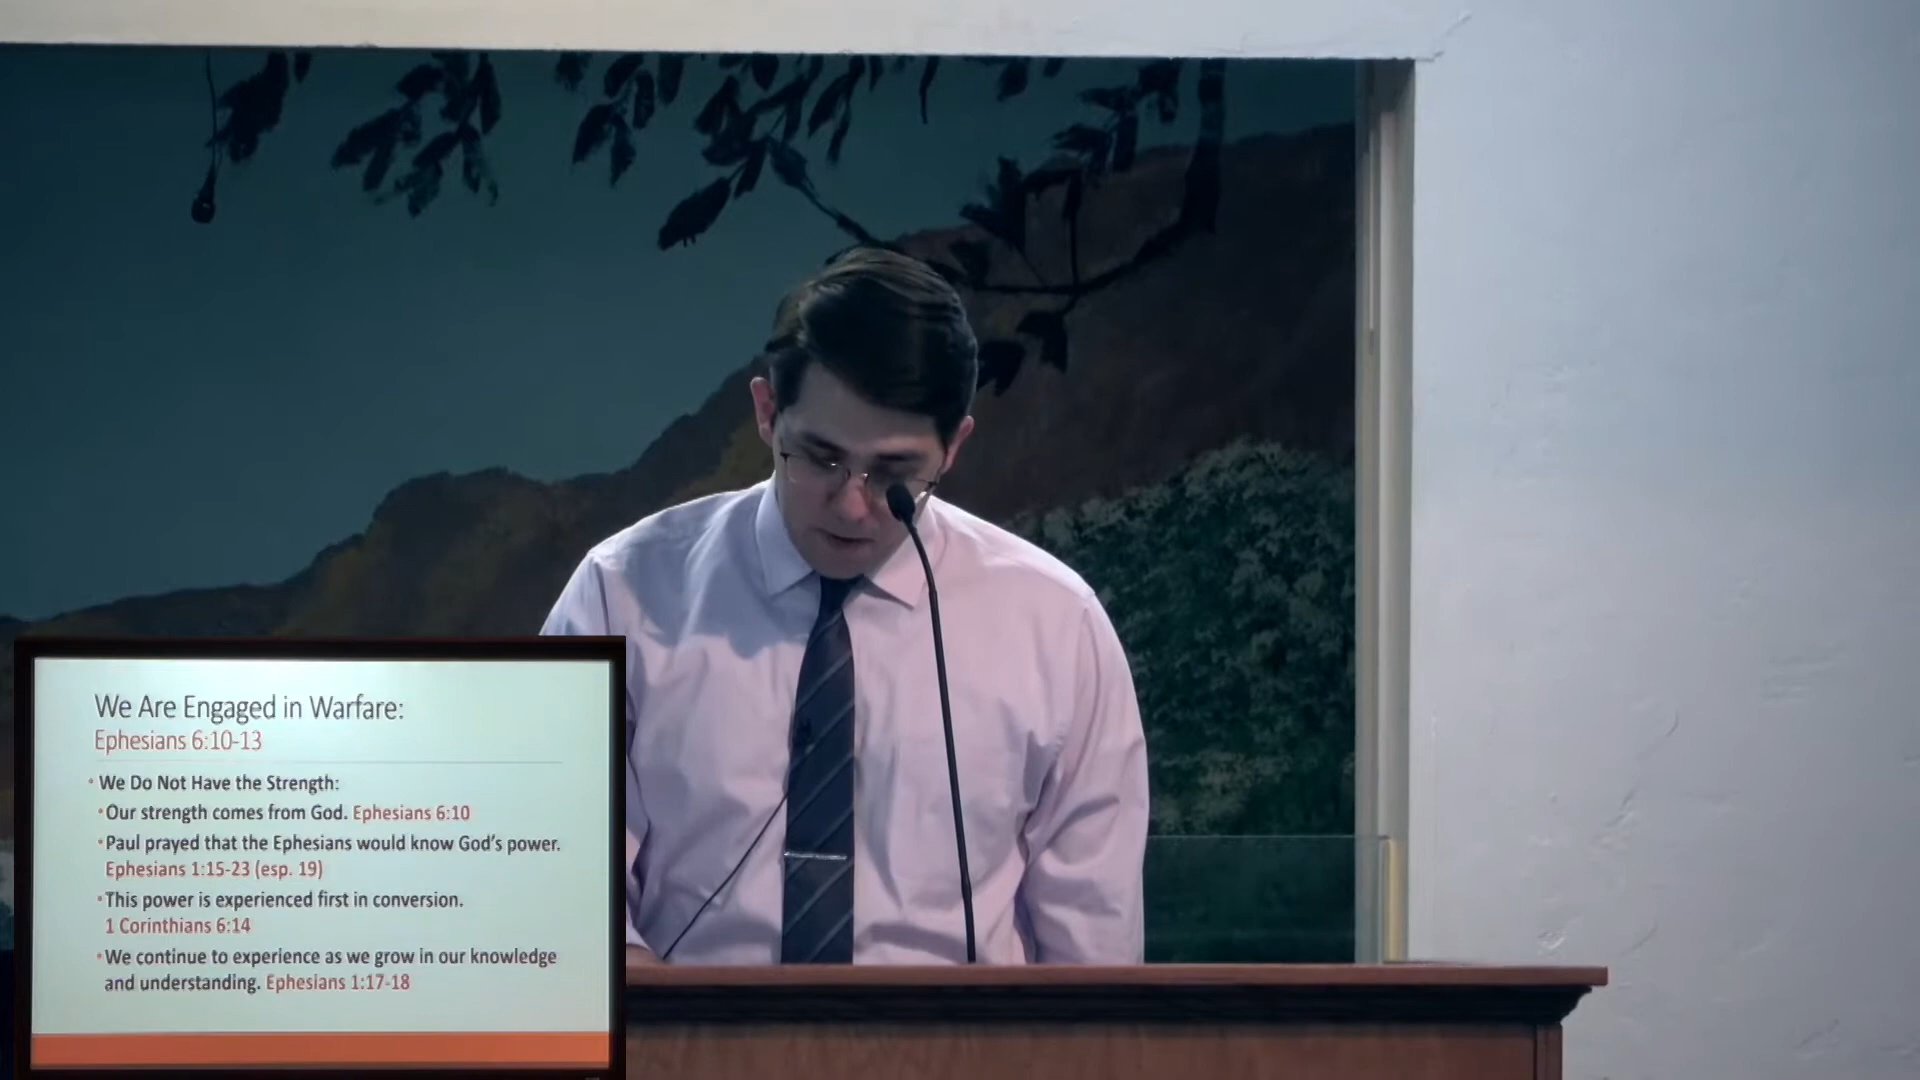 We Are Engaged in Warfare:
Ephesians 6:10-13
• We Do Not Have the Strength:
• Our strength comes from God. Ephesians 6:10
• Paul prayed that the Ephesians would know God's power.
Ephesians 1:15-23 (esp. 19)
• This power is experienced first in conversion.
1 Corinthians 6:14
• We continue to experience as we grow in our knowledge
and understanding. Ephesians 1:17-18